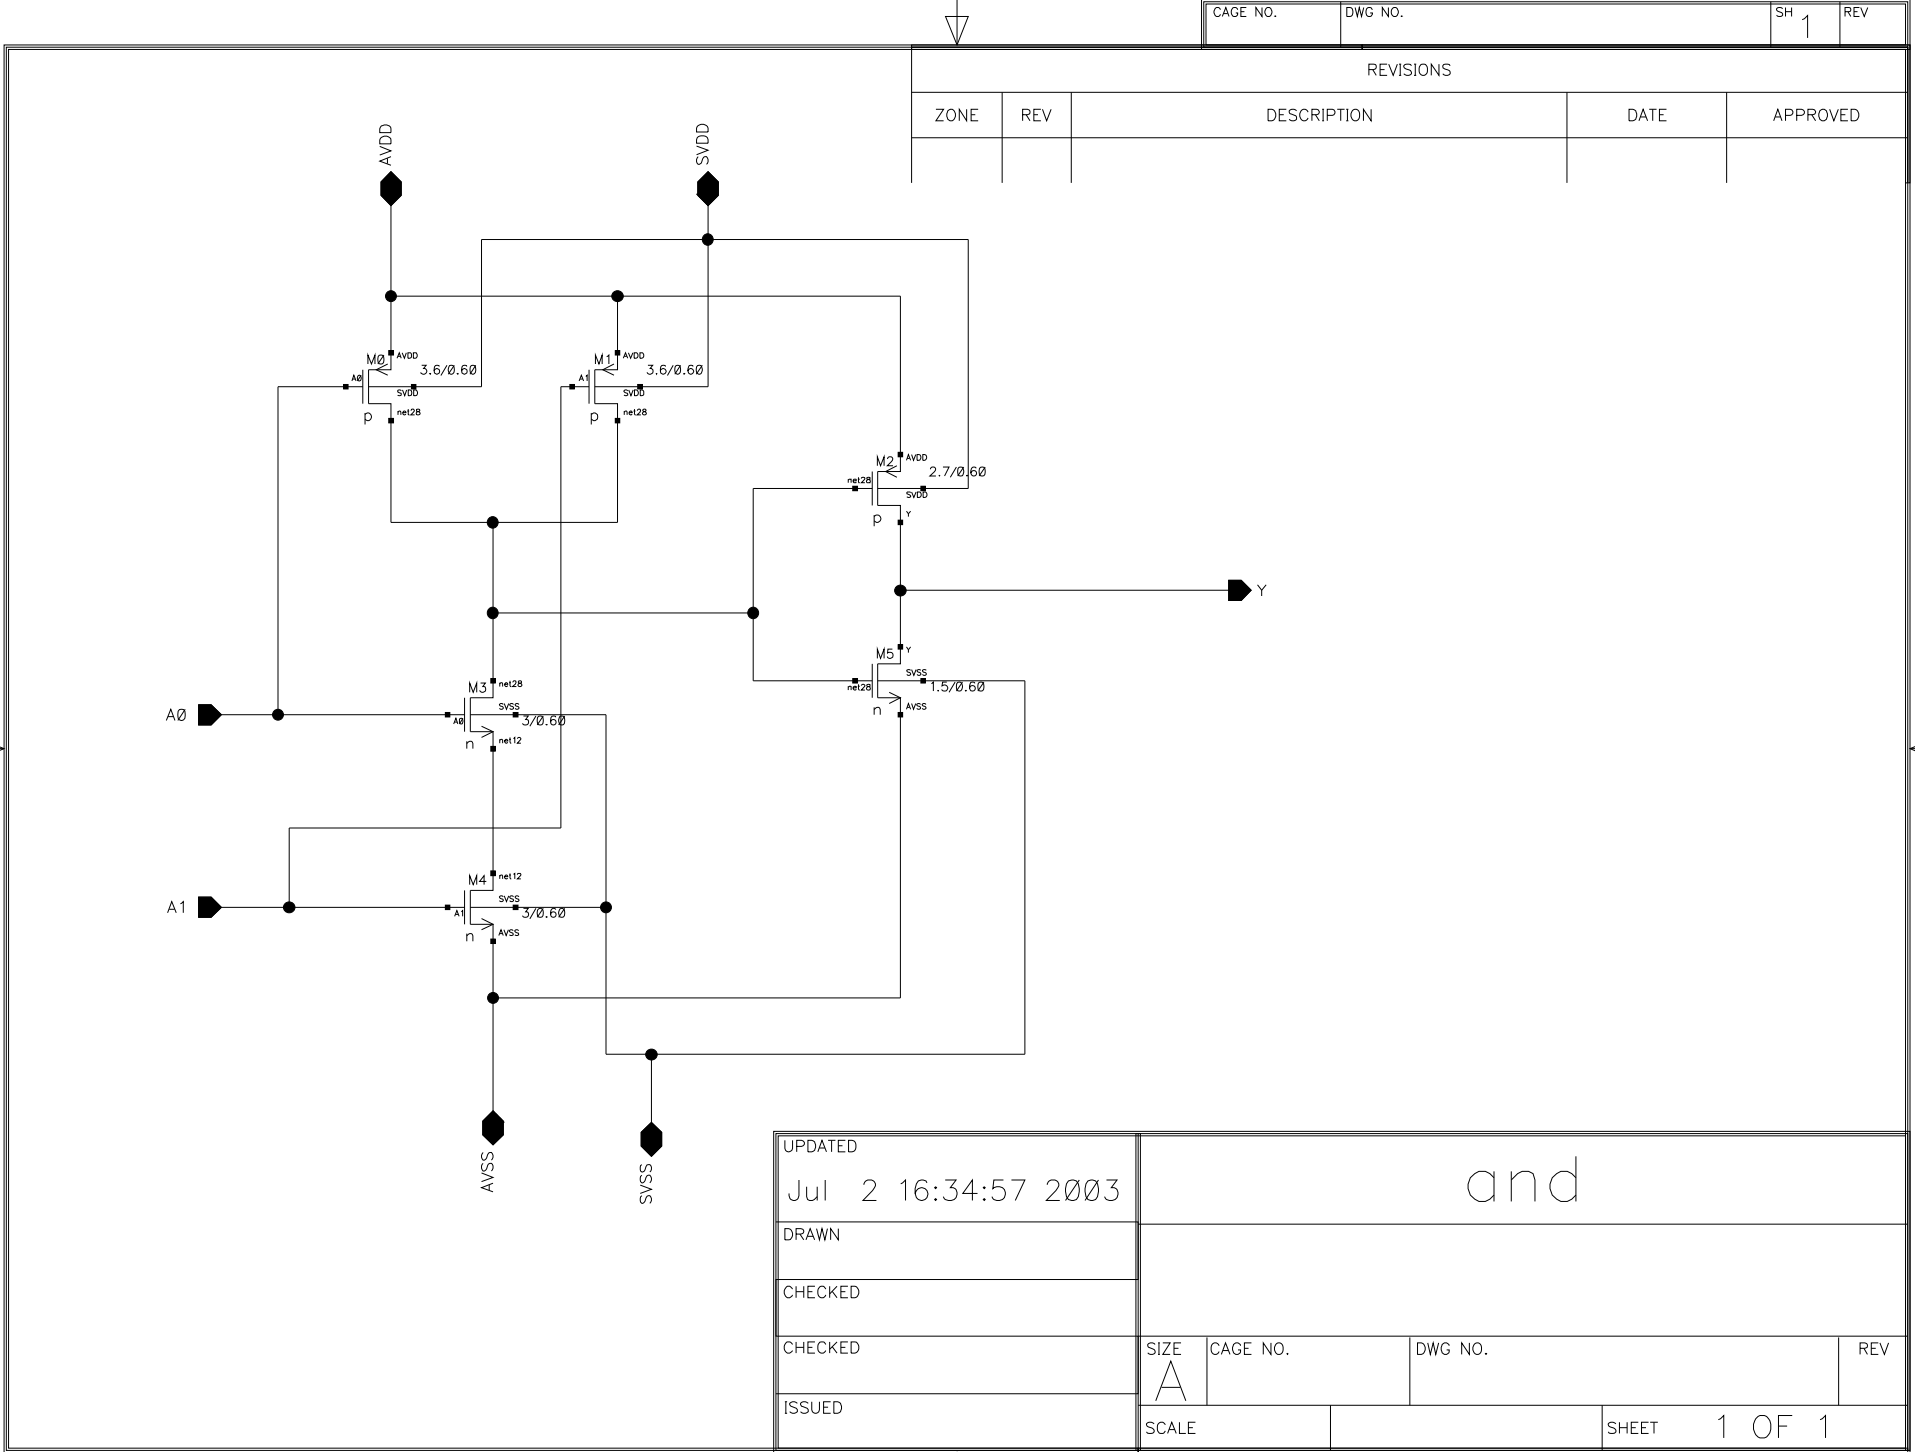 CAGE NO. DWG NO. SH 1 REV
REVISIONS
ZONE REV DESCRIPTION DATE APPROVED
AVDD SVDD
M0 AVDD 3.6/0.60 M1 AVDD 3.6/0.60
A0 SVDD A1 SVDD
p net28 p net28
M2 AVDD 2.7/0.60
net28 SVDD
p Y
Y
M5 Y
SVSS 1.5/0.60
net28
n AVSS
M3 net28
SVSS 3/0.60
A0 A0
n net12
M4 net12
SVSS 3/0.60
A1 A1
n AVSS
AVSS SVSS
UPDATED
Jul 2 16:34:57 2003
and
DRAWN
CHECKED
CHECKED
ISSUED
SIZE A CAGE NO. DWG NO. REV
SCALE SHEET 1 OF 1